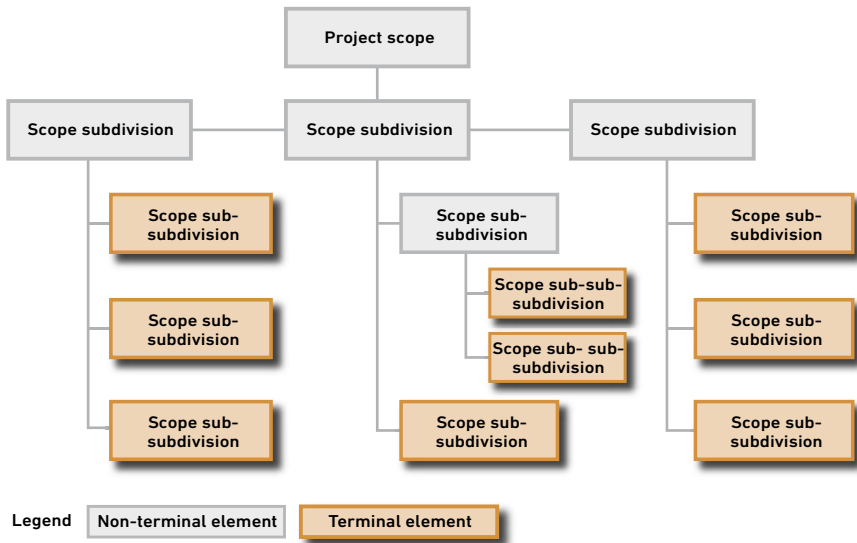 Project scope
Scope subdivision
Scope subdivision
Scope subdivision
Scope sub-
subdivision
Scope sub-
subdivision
Scope sub-
subdivision
Scope sub-
subdivision
Scope sub-sub-
subdivision
Scope sub- sub-
subdivision
Scope sub-
subdivision
Scope sub-
subdivision
Scope sub-
subdivision
Scope sub-
subdivision
Legend
Non-terminal element
Terminal element